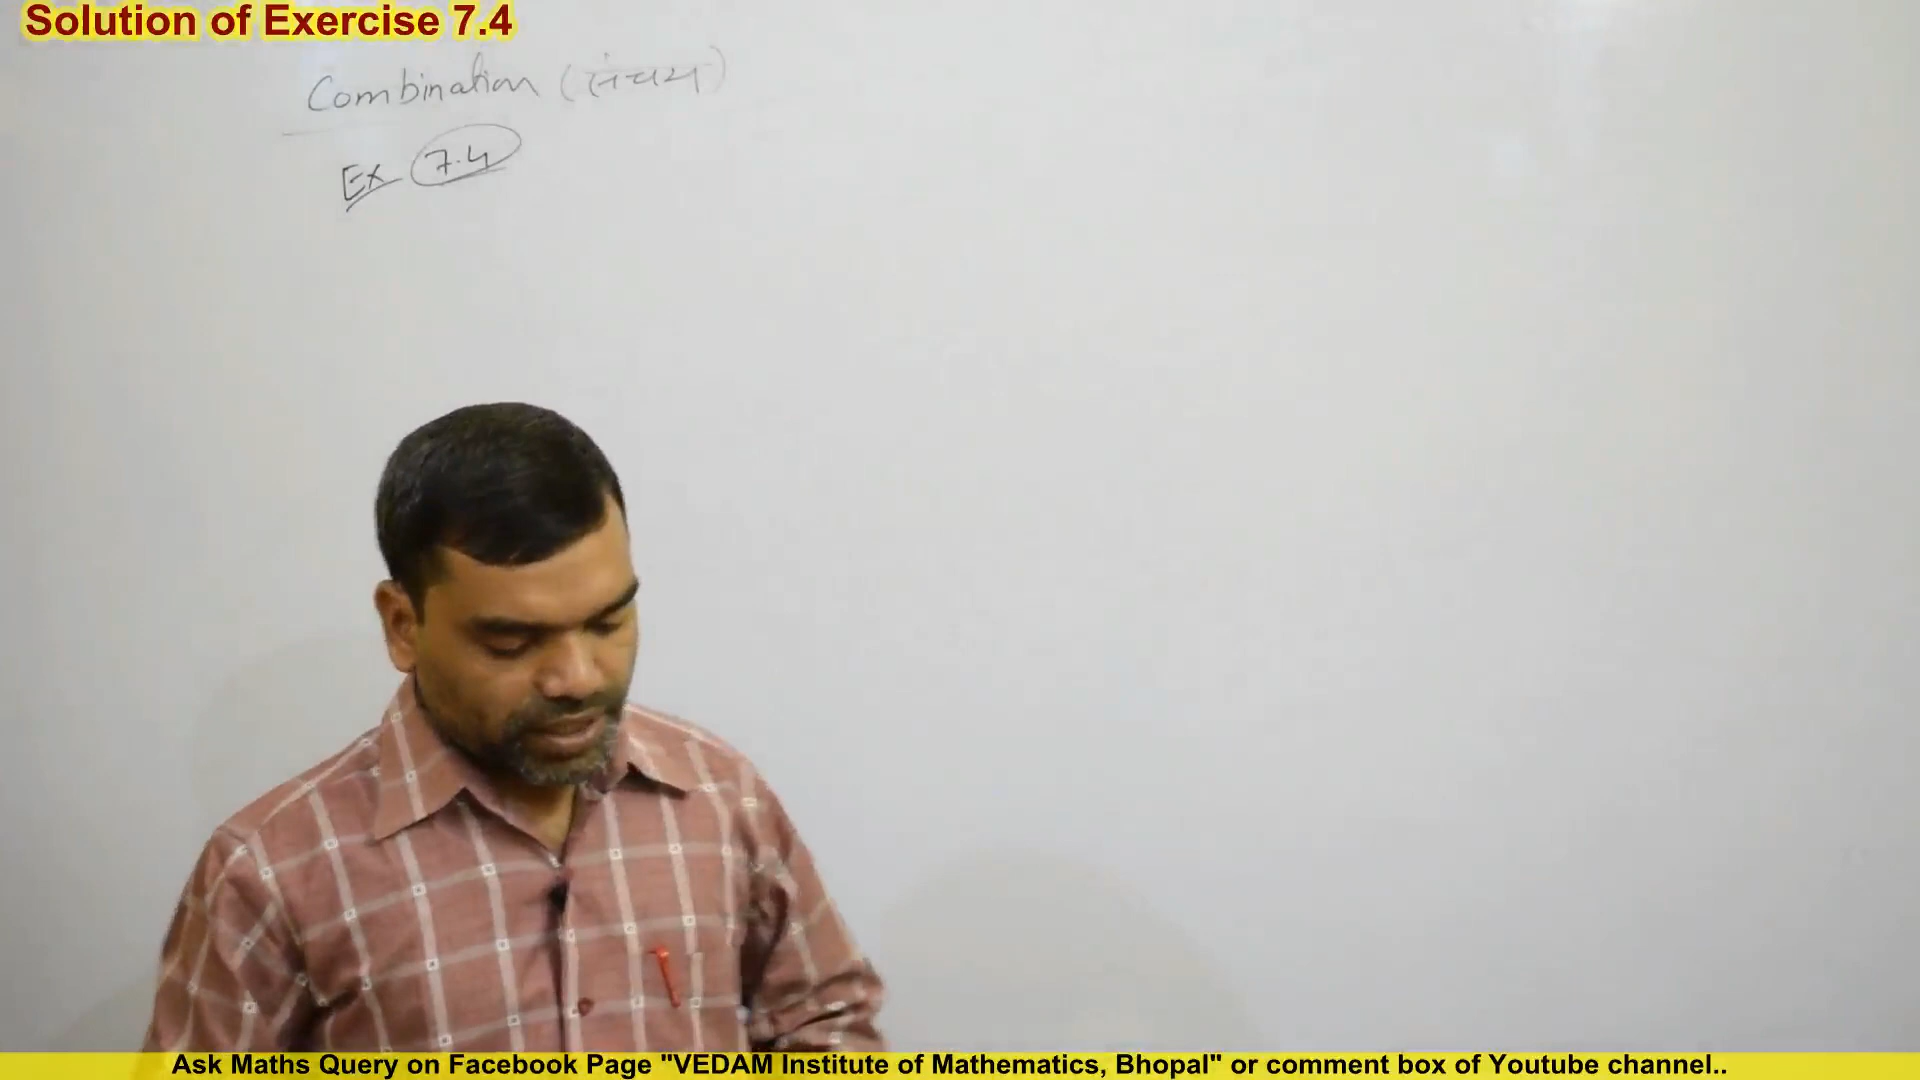 Solution of Exercise 7.4
Combination (संचय)
Ex 7.4
Ask Maths Query on Facebook Page "VEDAM Institute of Mathematics, Bhopal" or comment box of Youtube channel..